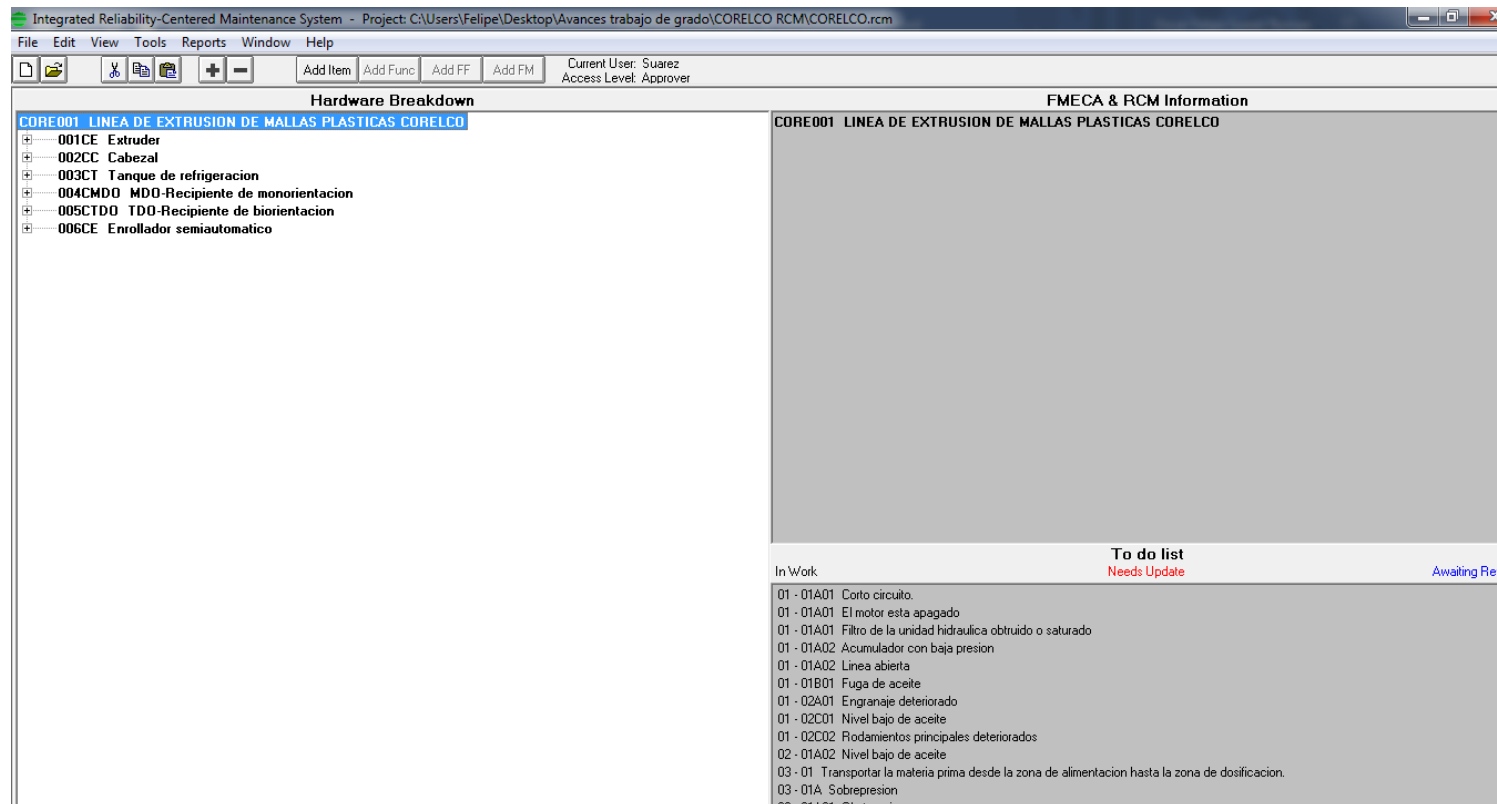 Integrated Reliability-Centered Maintenance System - Project: C:\Users\Felipe\Desktop\Avances trabajo de grado\CORELCO RCM\CORELCO.rcm
File Edit View Tools Reports Window Help
Add Item Add Func Add FF Add FM Current User: Suarez
Access Level: Approver
Hardware Breakdown
CORE001 LINEA DE EXTRUSION DE MALLAS PLASTICAS CORELCO
001CE Extruder
002CC Cabezal
003CT Tanque de refrigeracion
004CMDO MDO-Recipiente de monorientacion
005CTDO TDO-Recipiente de biorientacion
006CE Enrollador semiautomatico
FMECA & RCM Information
CORE001 LINEA DE EXTRUSION DE MALLAS PLASTICAS CORELCO
To do list
In Work Needs Update Awaiting Re
01 - 01A01 Corto circuito.
01 - 01A01 El motor esta apagado
01 - 01A01 Filtro de la unidad hidraulica obtruido o saturado
01 - 01A02 Acumulador con baja presion
01 - 01A02 Linea abierta
01 - 01B01 Fuga de aceite
01 - 02A01 Engranaje deteriorado
01 - 02C01 Nivel bajo de aceite
01 - 02C02 Rodamientos principales deteriorados
02 - 01A02 Nivel bajo de aceite
03 - 01 Transportar la materia prima desde la zona de alimentacion hasta la zona de dosificacion.
03 - 01A Sobrepresion